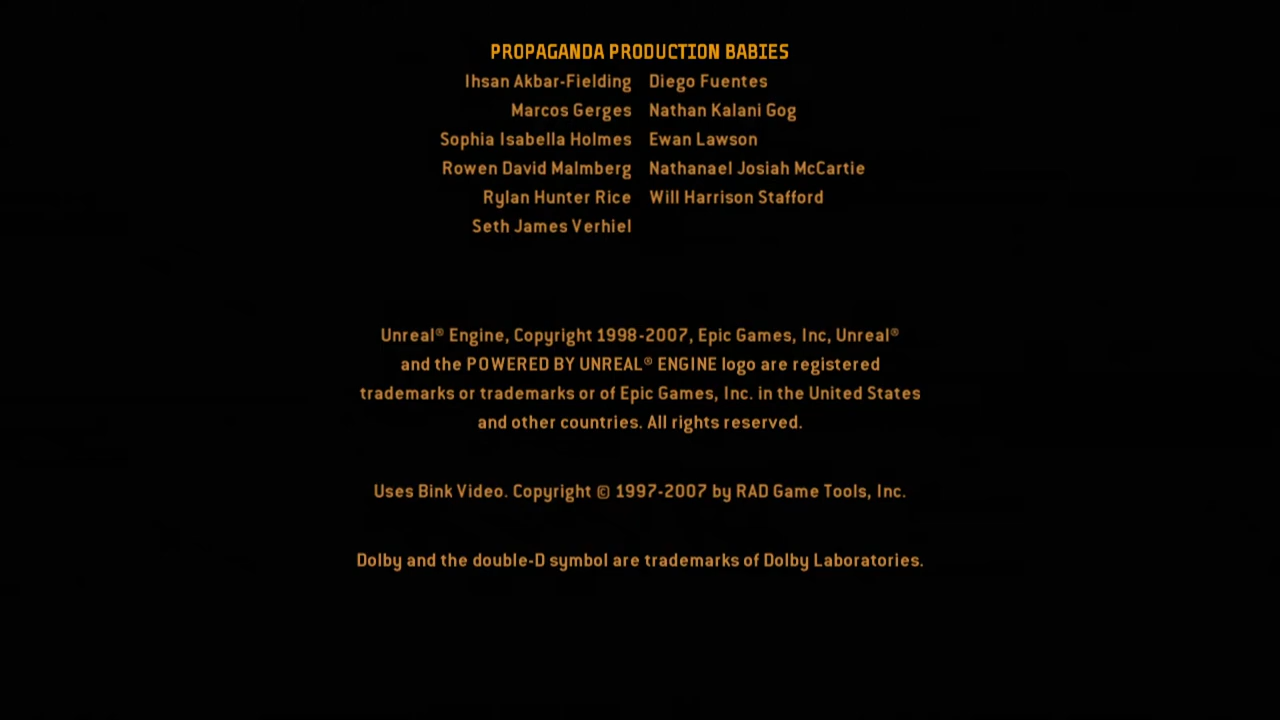 PROPAGANDA PRODUCTION BABIES
Ihsan Akbar-Fielding Diego Fuentes
Marcos Gerges Nathan Kalani Gog
Sophia Isabella Holmes Ewan Lawson
Rowen David Malmberg Nathanael Josiah McCartie
Rylan Hunter Rice Will Harrison Stafford
Seth James Verhiel
Unreal® Engine, Copyright 1998-2007, Epic Games, Inc, Unreal®
and the POWERED BY UNREAL® ENGINE logo are registered
trademarks or trademarks or of Epic Games, Inc. in the United States
and other countries. All rights reserved.
Uses Bink Video. Copyright © 1997-2007 by RAD Game Tools, Inc.
Dolby and the double-D symbol are trademarks of Dolby Laboratories.